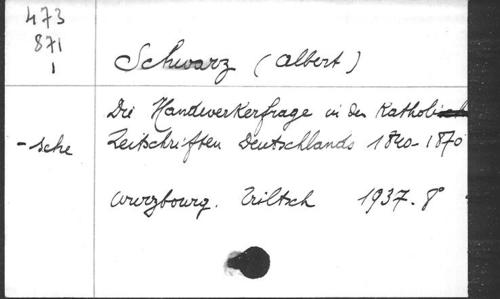 473
871
1
Schwarz (Albert)
Die Handwerkerfrage in den Katholi
-sche Zeitschriften Deutschlands 1840-1870
Wurzbourg. Triltsch 1937. 8°